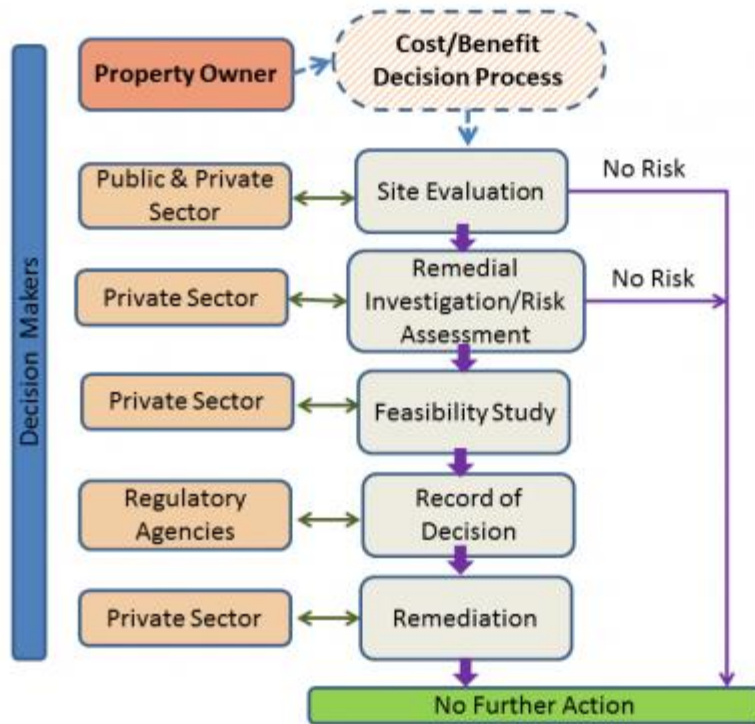 Decision Makers
Property Owner
Cost/Benefit
Decision Process
Public & Private
Sector
Site Evaluation
No Risk
Private Sector
Remedial
Investigation/Risk
Assessment
No Risk
Private Sector
Feasibility Study
Regulatory
Agencies
Record of
Decision
Private Sector
Remediation
No Further Action